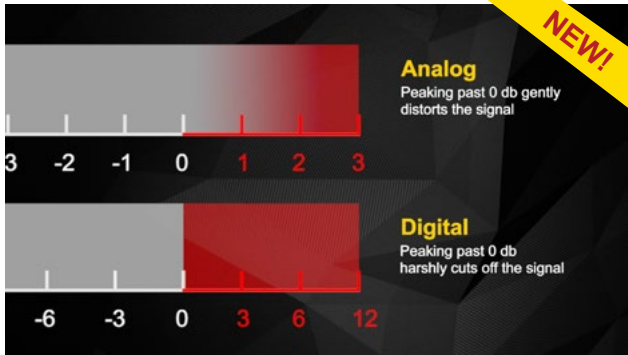 NEW!
Analog
Peaking past 0 db gently
distorts the signal
3 -2 -1 0 1 2 3
Digital
Peaking past 0 db
harshly cuts off the signal
-6 -3 0 3 6 12